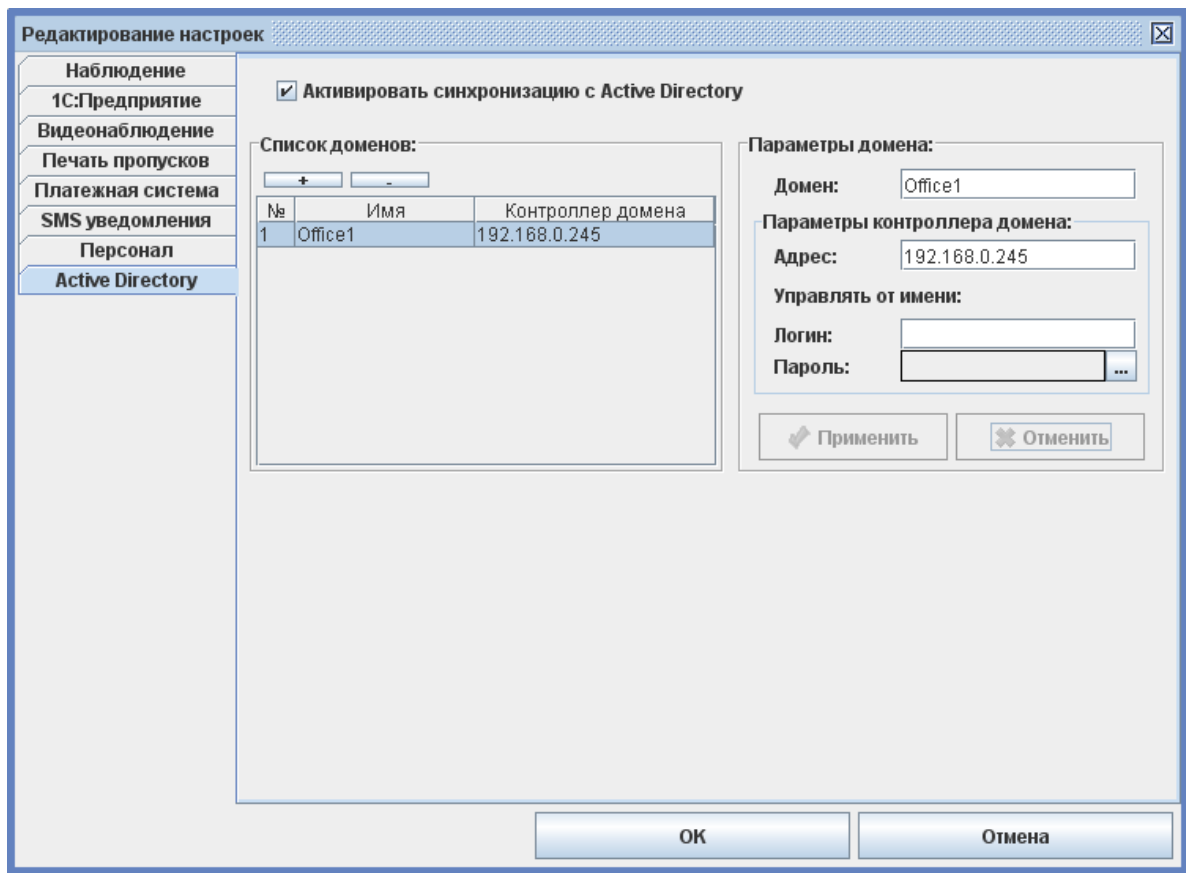 Редактирование настроек
Наблюдение
1С:Предприятие
Видеонаблюдение
Печать пропусков
Платежная система
SMS уведомления
Персонал
Active Directory
Активировать синхронизацию с Active Directory
Список доменов:
+ -
№ Имя Контроллер домена
1 Office1 192.168.0.245
Параметры домена:
Домен: Office1
Параметры контроллера домена:
Адрес: 192.168.0.245
Управлять от имени:
Логин:
Пароль: ...
Применить Отменить
ОК Отмена